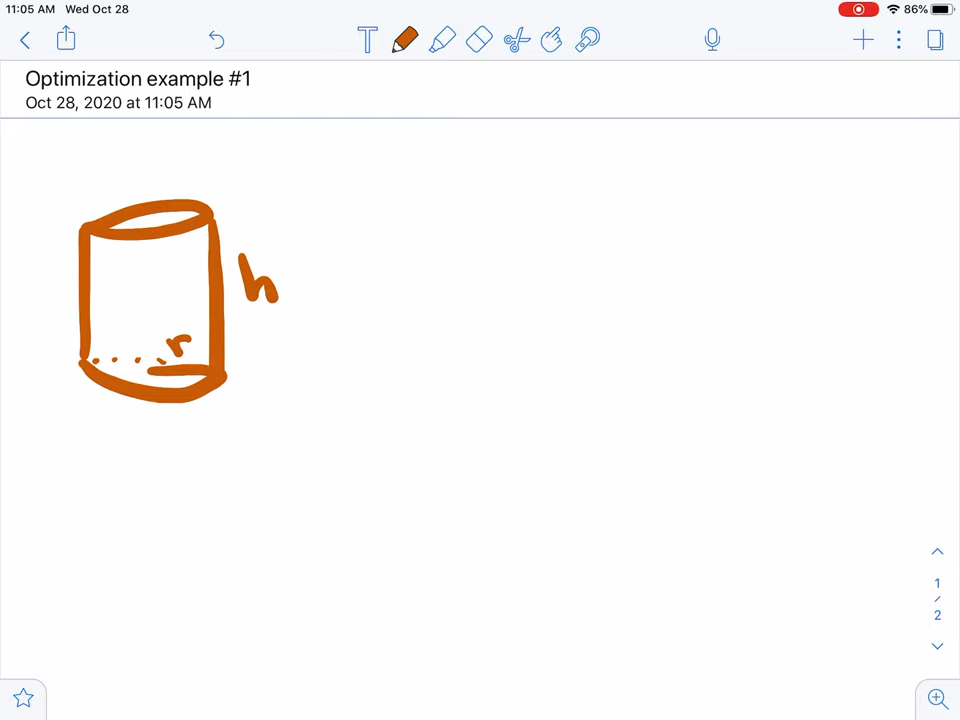 11:05 AM Wed Oct 28
86%
T
Optimization example #1
Oct 28, 2020 at 11:05 AM
h
r
1
/
2